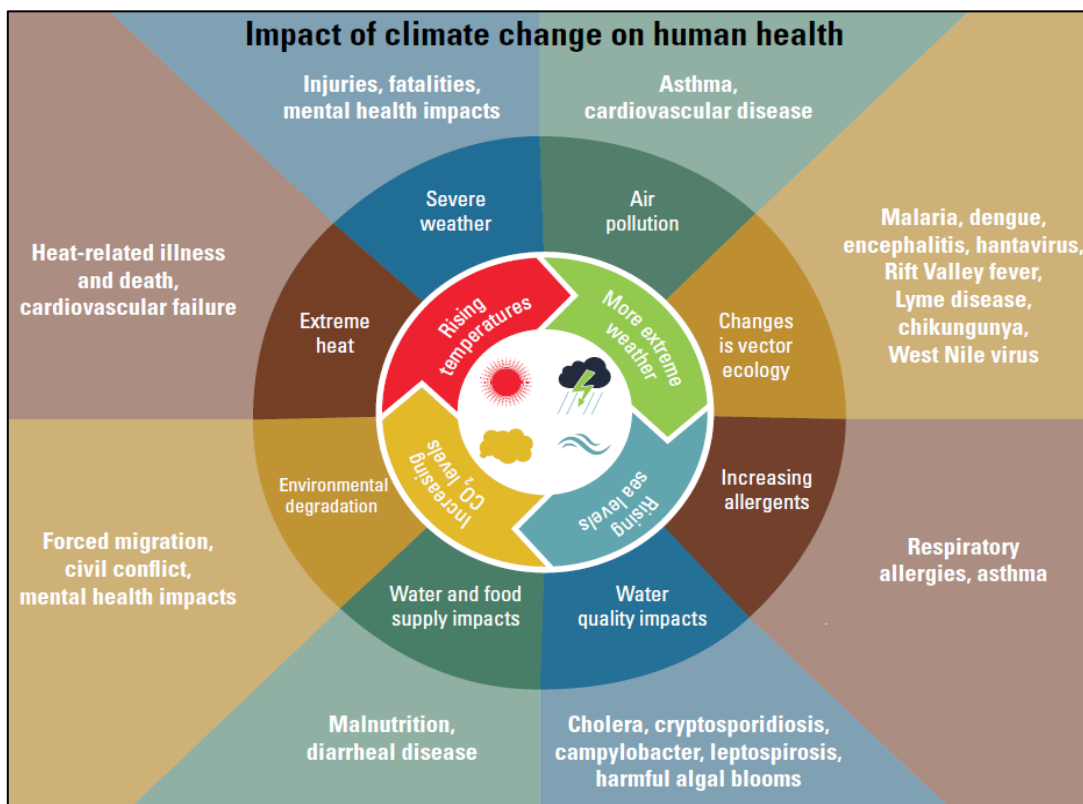 Impact of climate change on human health
Injuries, fatalities,
mental health impacts
Asthma,
cardiovascular disease
Severe
weather
Air
pollution
Heat-related illness
and death,
cardiovascular failure
Malaria, dengue,
encephalitis, hantavirus,
Rift Valley fever,
Lyme disease,
chikungunya,
West Nile virus
Extreme
heat
Rising
temperatures
More extreme
weather
Changes
is vector
ecology
Environmental
degradation
Increasing
CO2 levels
Rising
sea levels
Increasing
allergents
Forced migration,
civil conflict,
mental health impacts
Respiratory
allergies, asthma
Water and food
supply impacts
Water
quality impacts
Malnutrition,
diarrheal disease
Cholera, cryptosporidiosis,
campylobacter, leptospirosis,
harmful algal blooms